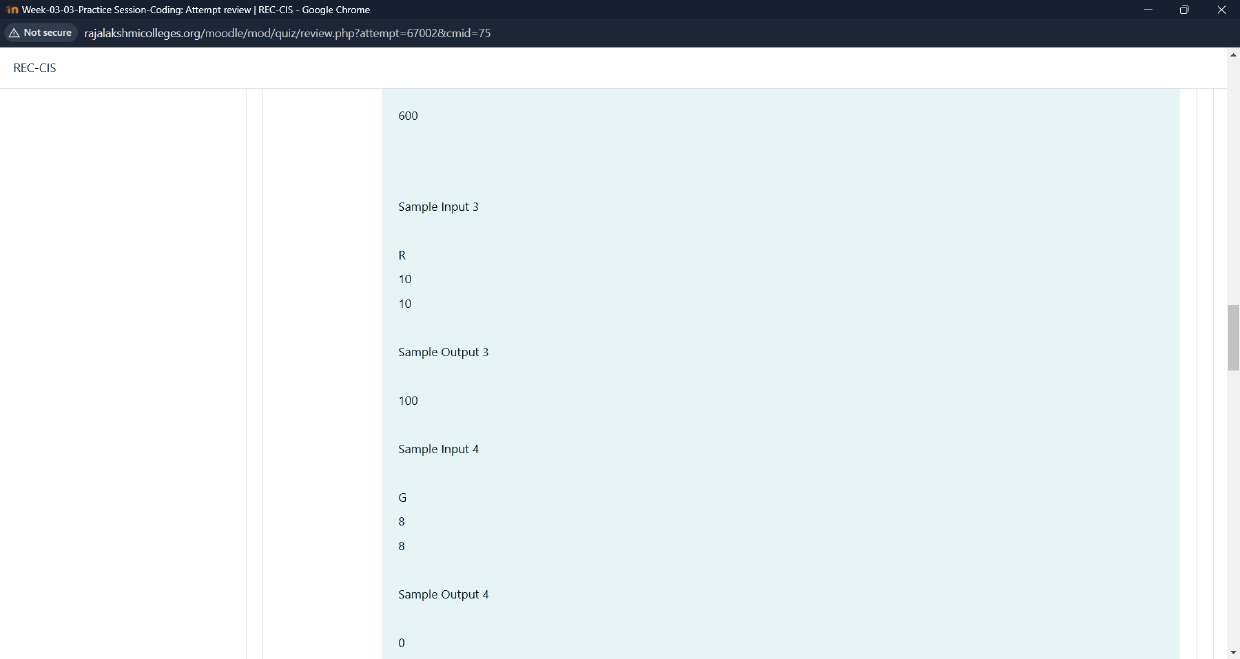 Week-03-03-Practice Session-Coding: Attempt review | REC-CIS - Google Chrome
Not secure rajalakshmicolleges.org/moodle/mod/quiz/review.php?attempt=67002&cmid=75
REC-CIS
600
Sample Input 3
R
10
10
Sample Output 3
100
Sample Input 4
G
8
8
Sample Output 4
0